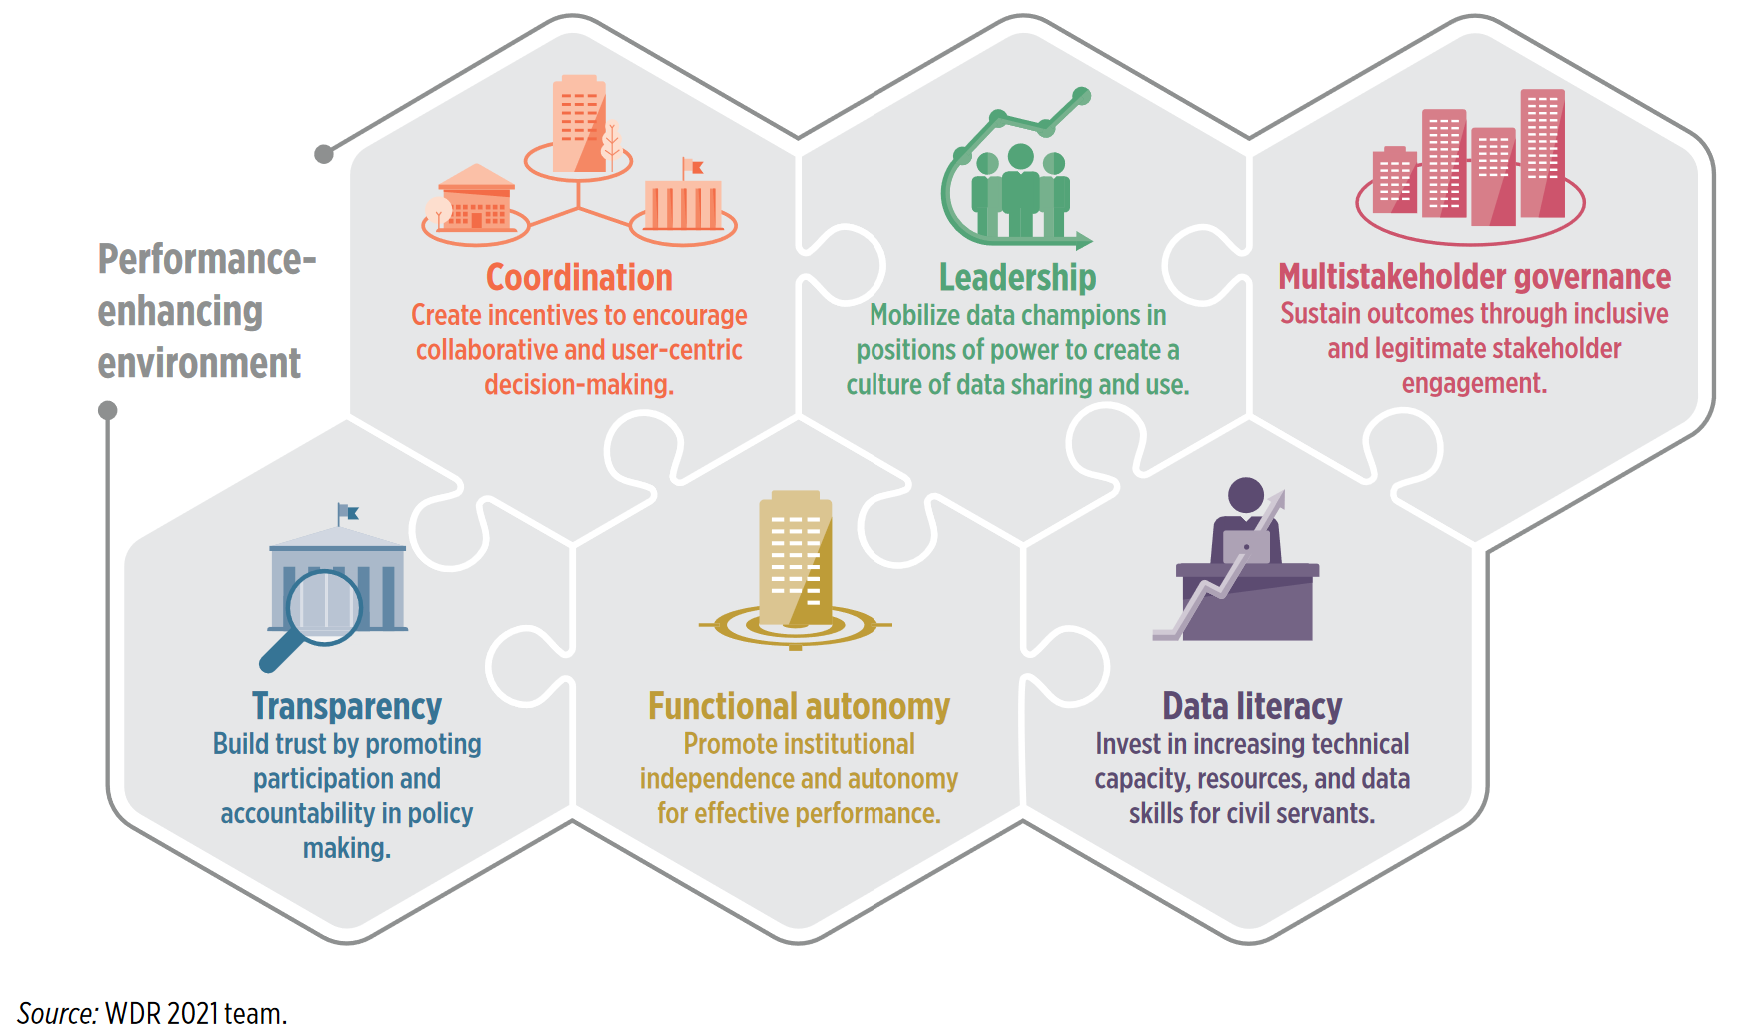 Performance-
enhancing
environment
Coordination
Create incentives to encourage
collaborative and user-centric
decision-making.
Leadership
Mobilize data champions in
positions of power to create a
culture of data sharing and use.
Multistakeholder governance
Sustain outcomes through inclusive
and legitimate stakeholder
engagement.
Transparency
Build trust by promoting
participation and
accountability in policy
making.
Functional autonomy
Promote institutional
independence and autonomy
for effective performance.
Data literacy
Invest in increasing technical
capacity, resources, and data
skills for civil servants.
Source: WDR 2021 team.